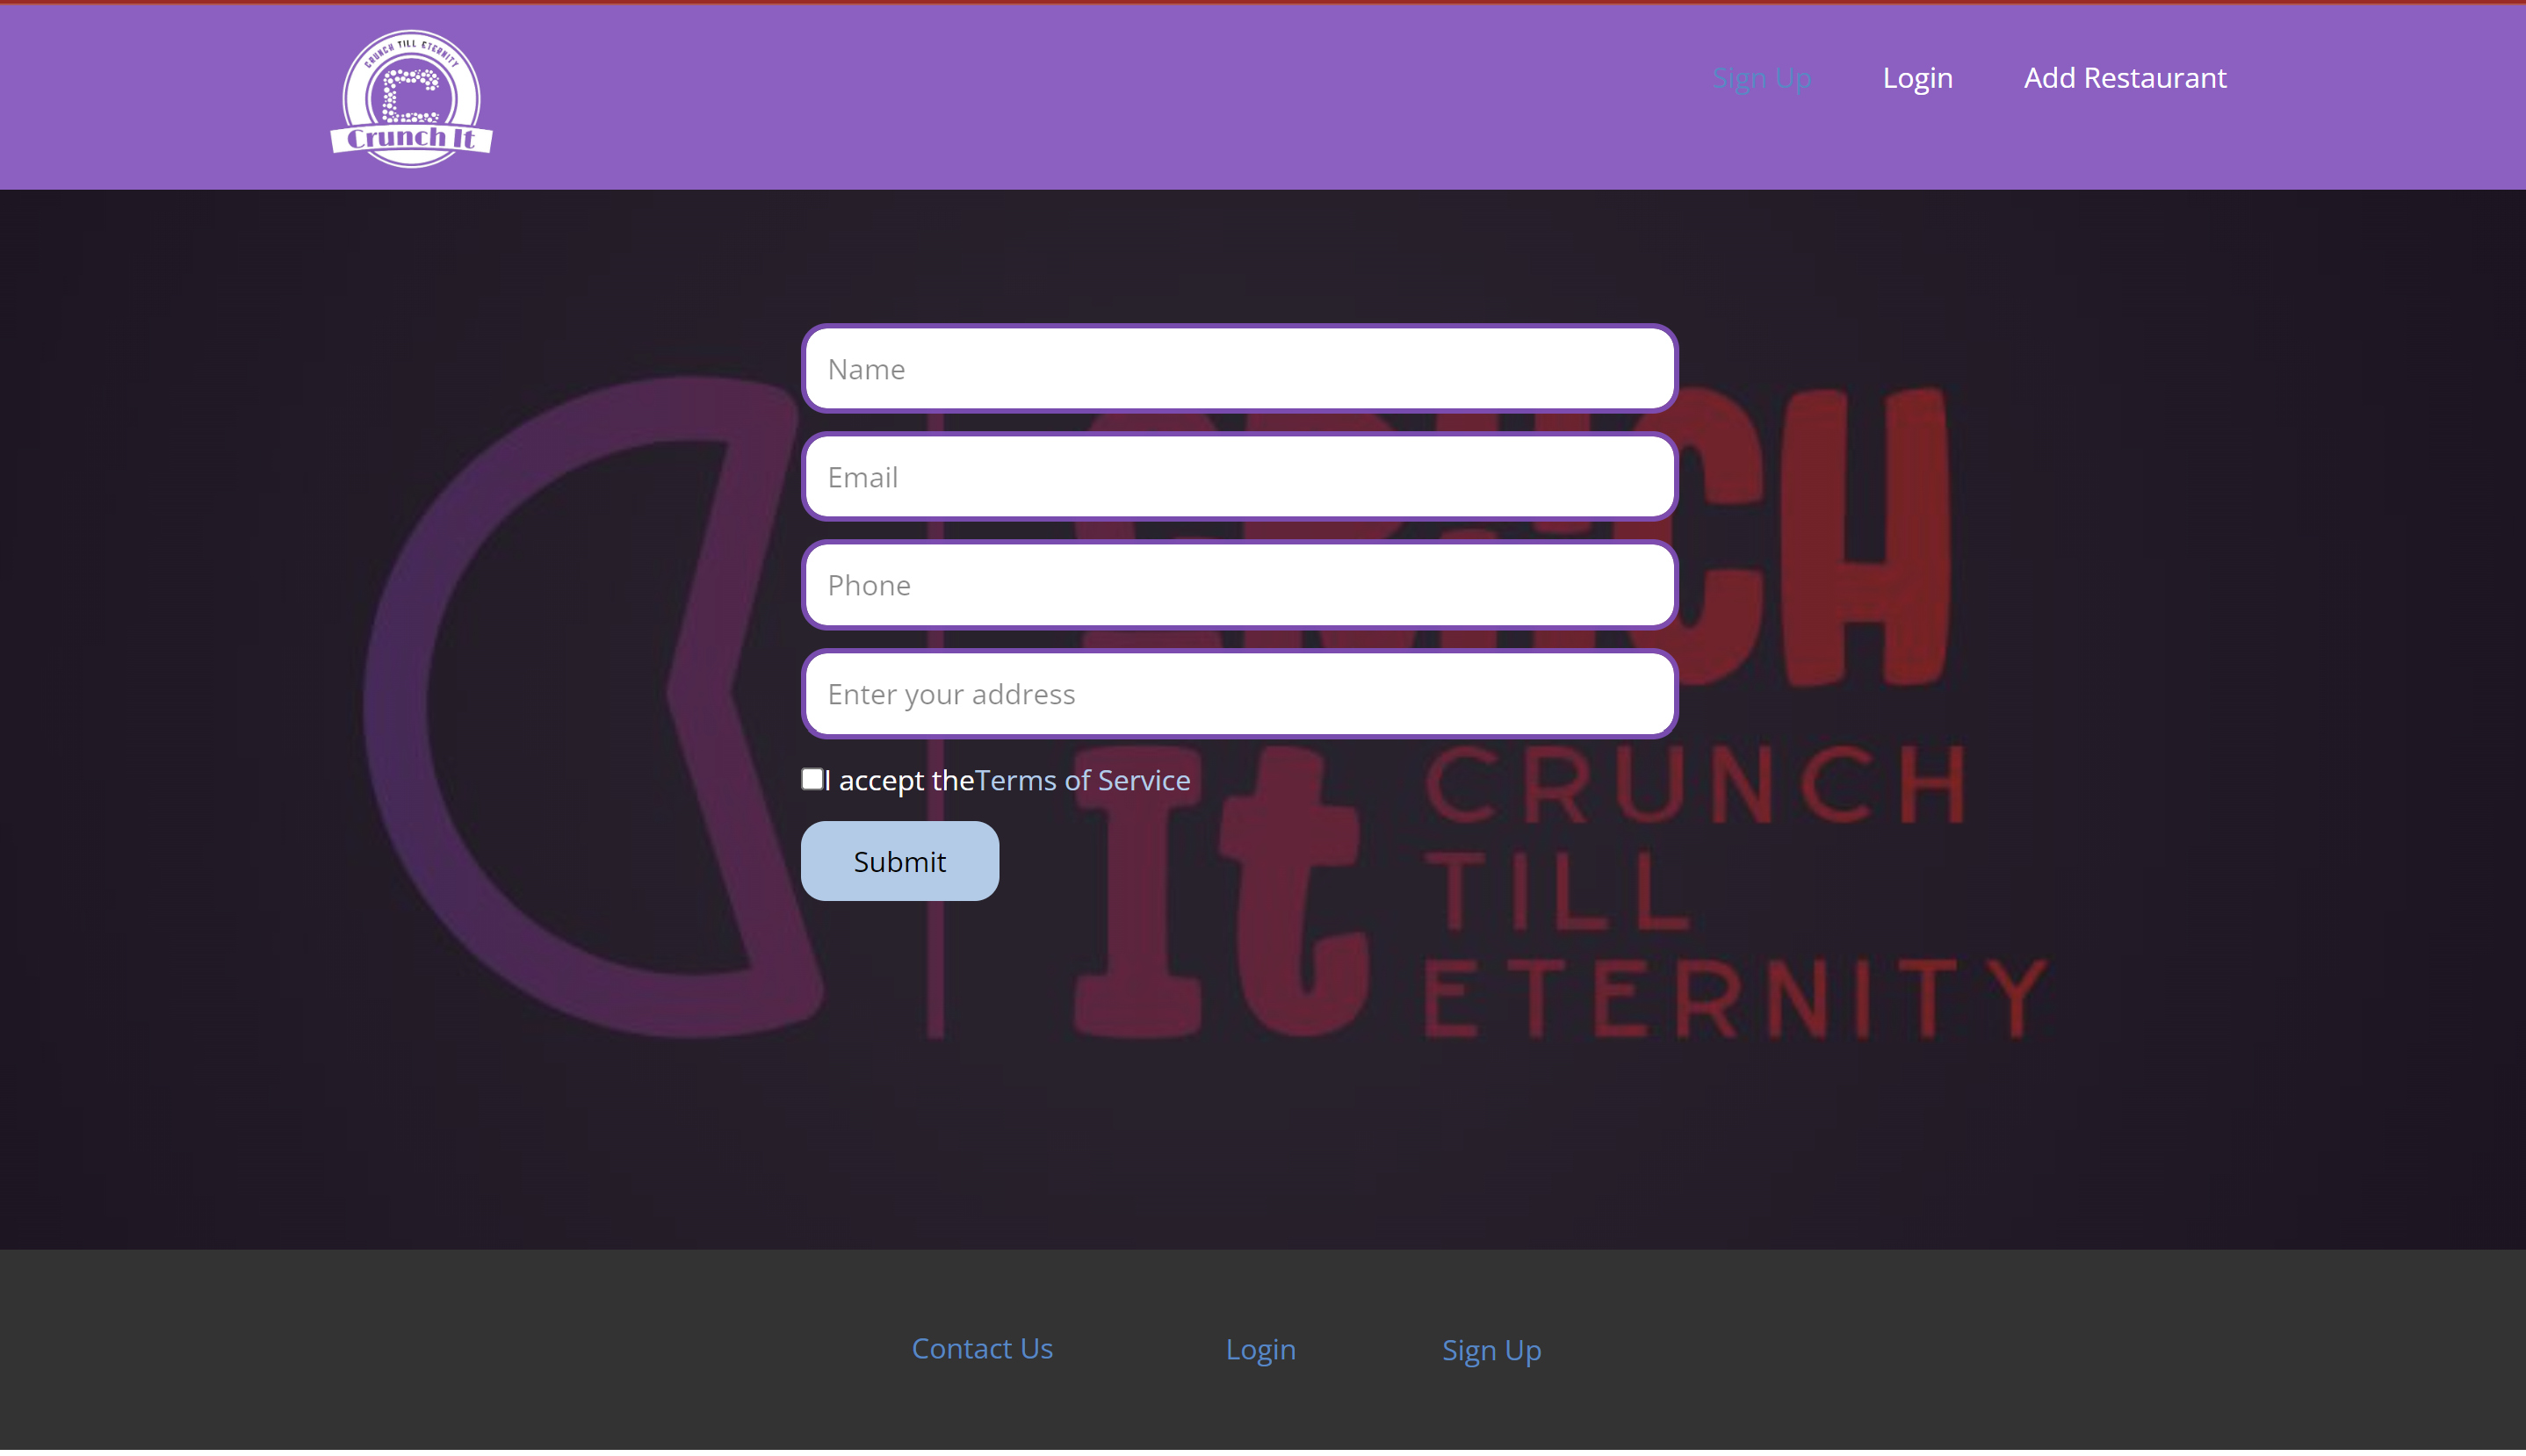 CRUNCH TILL ETERNITY
Crunch It
Sign Up
Login
Add Restaurant
Name
Email
Phone
Enter your address
I accept theTerms of Service
Submit
It
CRUNCH
TILL
ETERNITY
Contact Us
Login
Sign Up